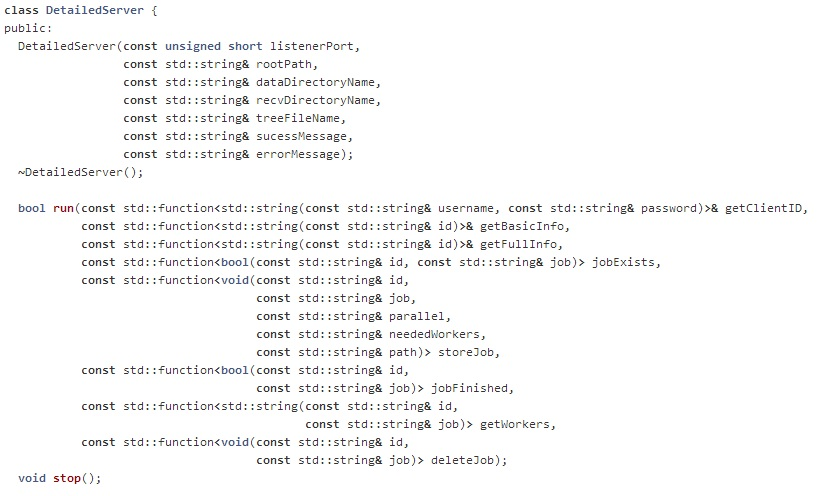 class DetailedServer {
public:
  DetailedServer(const unsigned short listenerPort,
                 const std::string& rootPath,
                 const std::string& dataDirectoryName,
                 const std::string& recvDirectoryName,
                 const std::string& treeFileName,
                 const std::string& sucessMessage,
                 const std::string& errorMessage);
  ~DetailedServer();

  bool run(const std::function<std::string(const std::string& username, const std::string& password)>& getClientID,
           const std::function<std::string(const std::string& id)>& getBasicInfo,
           const std::function<std::string(const std::string& id)>& getFullInfo,
           const std::function<bool(const std::string& id, const std::string& job)> jobExists,
           const std::function<void(const std::string& id,
                                    const std::string& job,
                                    const std::string& parallel,
                                    const std::string& neededWorkers,
                                    const std::string& path)> storeJob,
           const std::function<bool(const std::string& id,
                                    const std::string& job)> jobFinished,
           const std::function<std::string(const std::string& id,
                                           const std::string& job)> getWorkers,
           const std::function<void(const std::string& id,
                                    const std::string& job)> deleteJob);
  void stop();